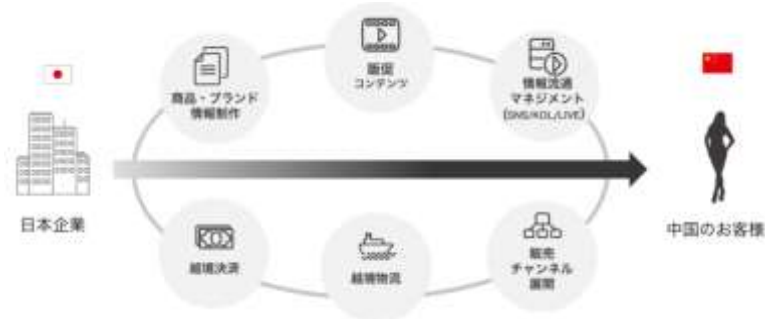 商品・ブランド
情報制作
販促
コンテンツ
情報流通
マネジメント
(SNS/KOL/LIVE)
日本企業
中国のお客様
越境決済
越境物流
販売
チャンネル
展開